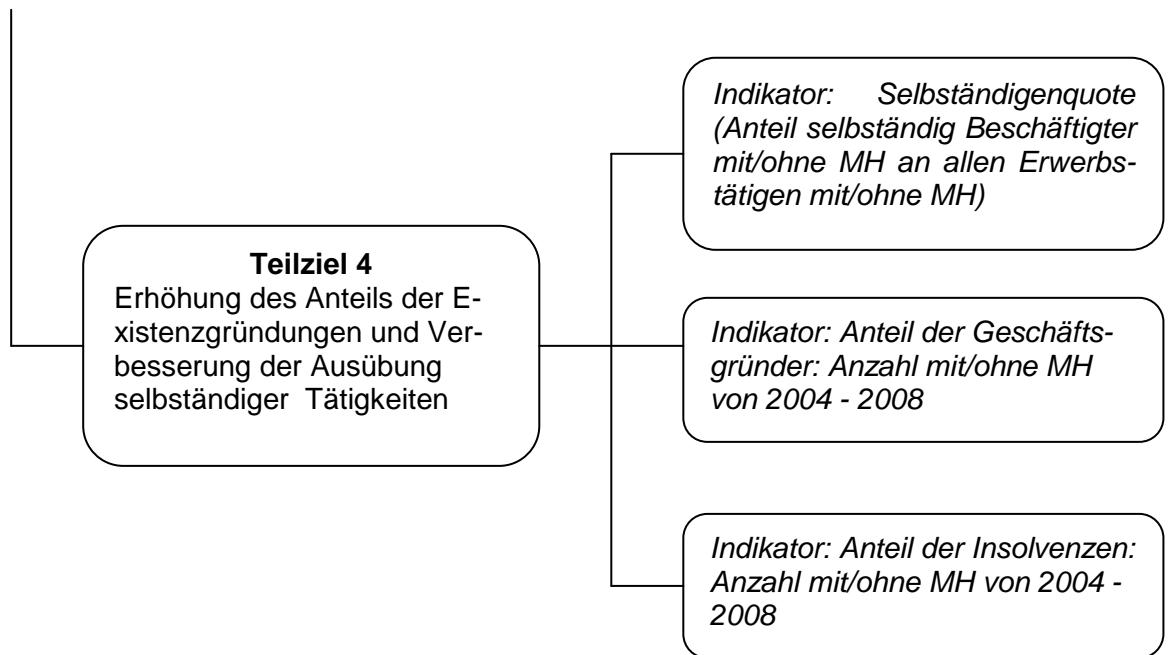 Teilziel 4
Erhöhung des Anteils der E-
xistenzgründungen und Ver-
besserung der Ausübung
selbständiger Tätigkeiten
Indikator: Selbständigenquote
(Anteil selbständig Beschäftigter
mit/ohne MH an allen Erwerbs-
tätigen mit/ohne MH)
Indikator: Anteil der Geschäfts-
gründer: Anzahl mit/ohne MH
von 2004 - 2008
Indikator: Anteil der Insolvenzen:
Anzahl mit/ohne MH von 2004 -
2008